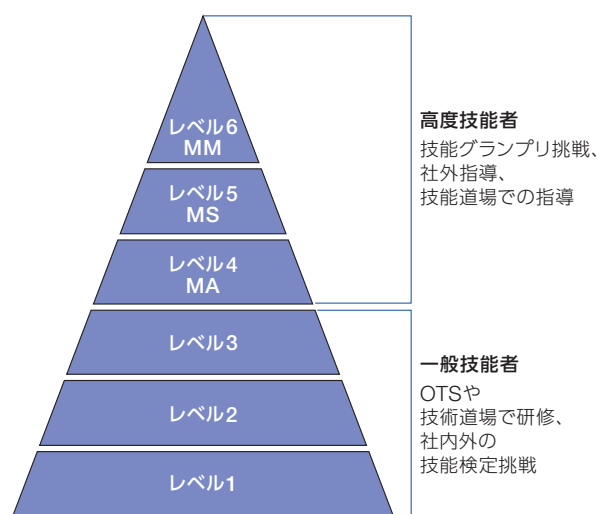 レベル6
MM
レベル5
MS
レベル4
MA
レベル3
レベル2
レベル1
高度技能者
技能グランプリ挑戦、
社外指導、
技能道場での指導
一般技能者
OTSや
技術道場で研修、
社内外の
技能検定挑戦